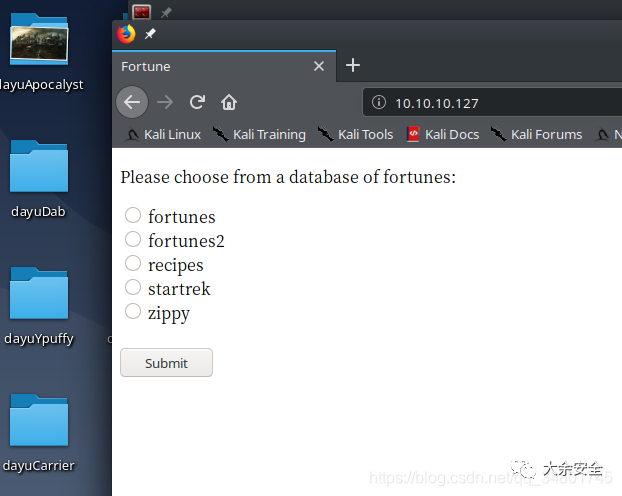 Fortune
10.10.10.127
Kali Linux
Kali Training
Kali Tools
Kali Docs
Kali Forums
N
Please choose from a database of fortunes:
fortunes
fortunes2
recipes
startrek
zippy
Submit
dayuApocalyst
dayuDab
dayuYpuffy
dayuCarrier
大余安全
https://blog.csdn.net/qq_34801745